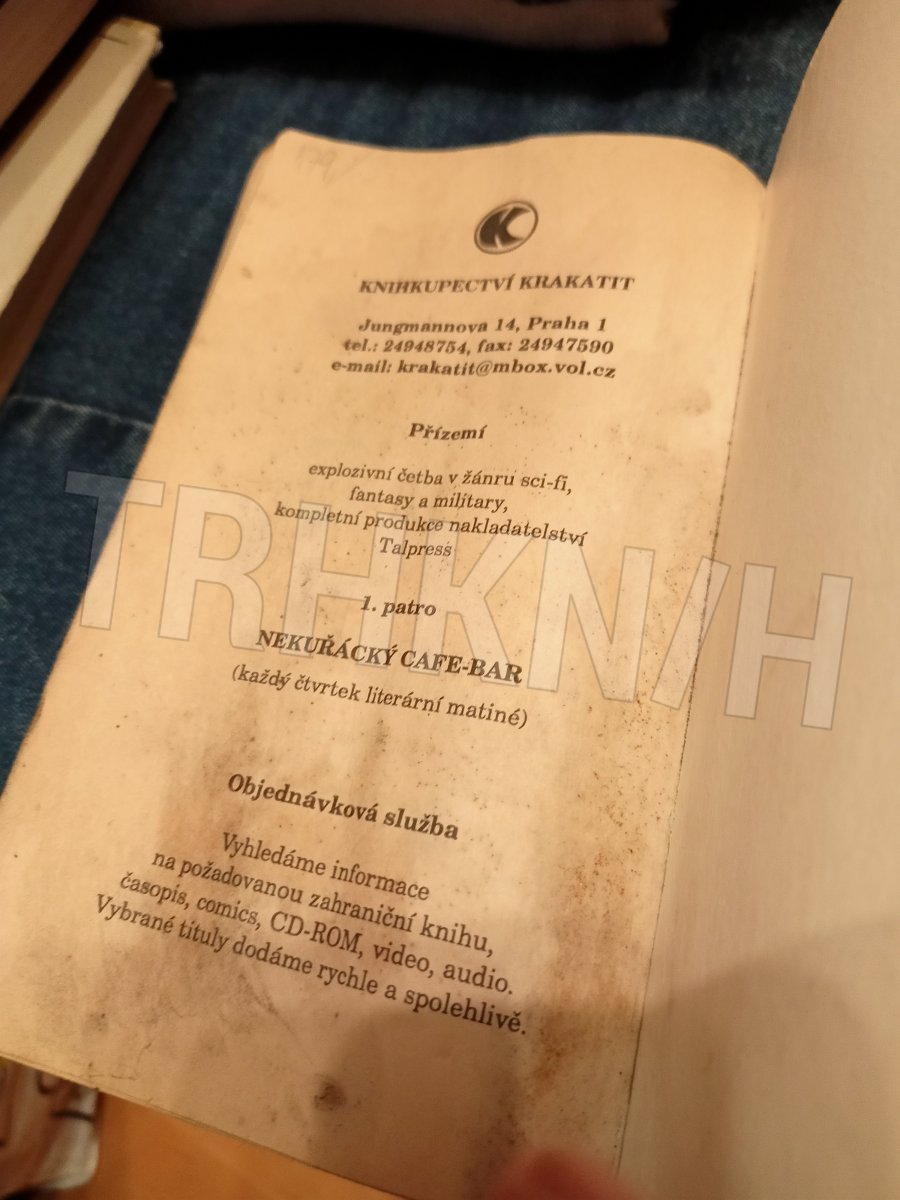 K
KNIHKUPECTVÍ KRAKATIT
Jungmannova 14, Praha 1
tel.: 24948754, fax: 24947590
e-mail: krakatit@mbox.vol.cz
Přízemí
explozivní četba v žánru sci-fi,
fantasy a military,
kompletní produkce nakladatelství
Talpress
1. patro
NEKUŘÁCKÝ CAFE-BAR
(každý čtvrtek literární matiné)
Objednávková služba
Vyhledáme informace
na požadovanou zahraniční knihu,
časopis, comics, CD-ROM, video, audio.
Vybrané tituly dodáme rychle a spolehlivě.
TRHKN/H